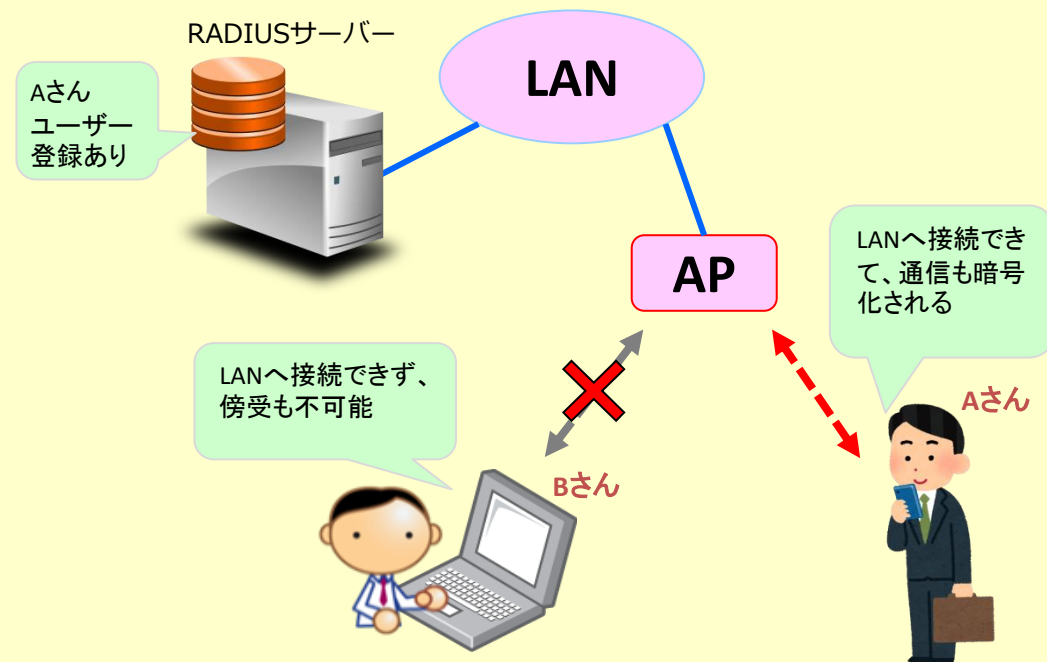 RADIUSサーバー
LAN
Aさん
ユーザー
登録あり
AP
LANへ接続でき
て、通信も暗号
化される
LANへ接続できず、
傍受も不可能
Aさん
Bさん